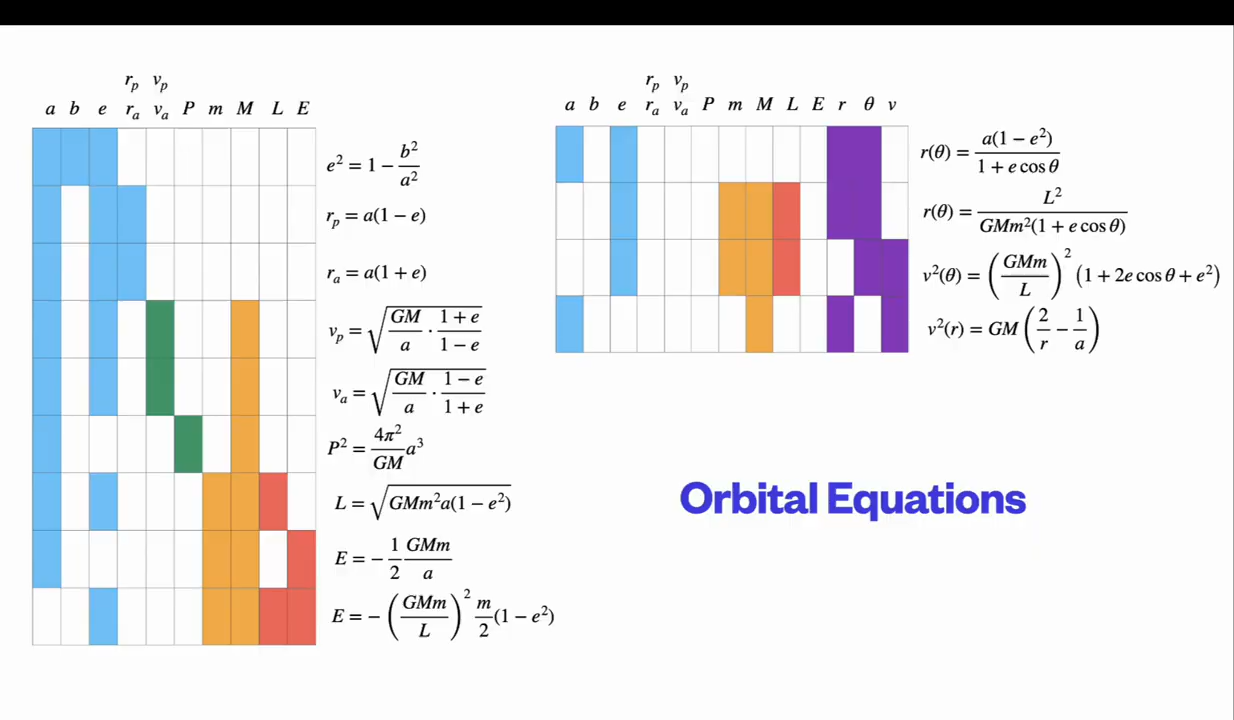 r_p v_p
a b e r_a v_a P m M L E
e² = 1 − b²/a²
r_p = a(1 − e)
r_a = a(1 + e)
v_p = √(GM/a · (1 + e)/(1 − e))
v_a = √(GM/a · (1 − e)/(1 + e))
P² = 4π²/GM a³
L = √(GMm²a(1 − e²))
E = − 1/2 GMm/a
E = − (GMm/L)² m/2 (1 − e²)
r_p v_p
a b e r_a v_a P m M L E r θ v
r(θ) = a(1 − e²)/(1 + e cos θ)
r(θ) = L²/(GMm²(1 + e cos θ))
v²(θ) = (GMm/L)² (1 + 2e cos θ + e²)
v²(r) = GM (2/r − 1/a)
Orbital Equations